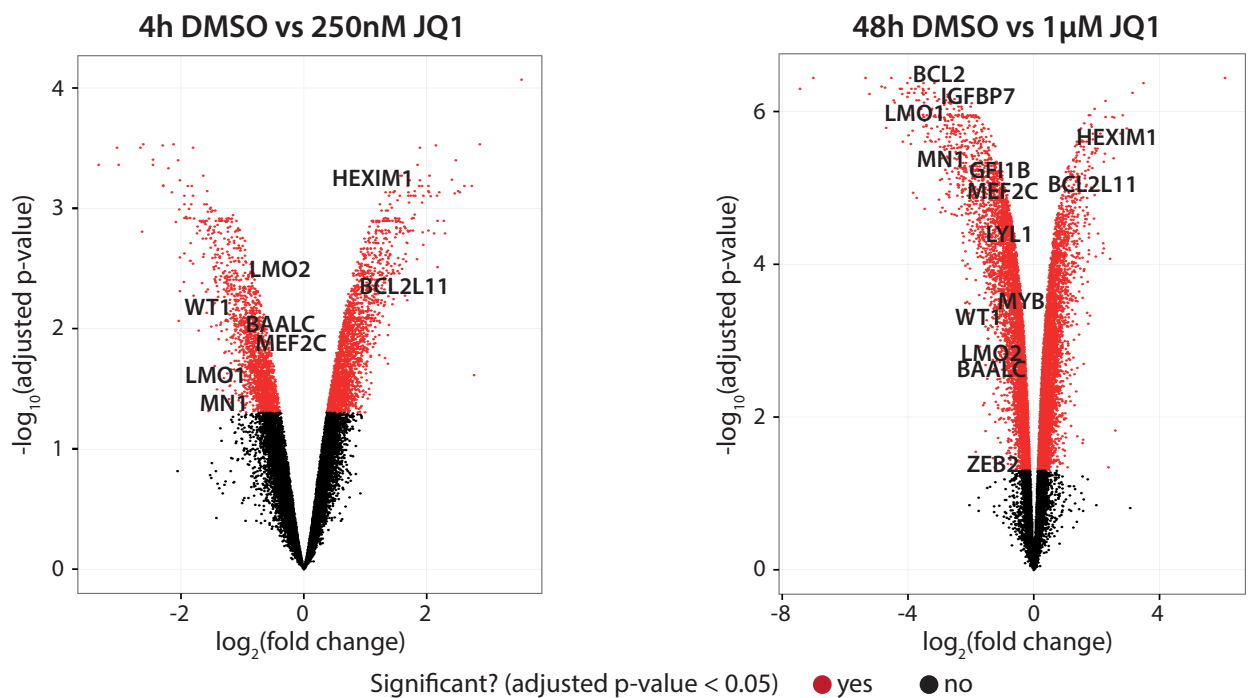 4h DMSO vs 250nM JQ1
-log10(adjusted p-value)
4
3
2
1
0
HEXIM1
LMO2
BCL2L11
WT1
BAALC
MEF2C
LMO1
MN1
-2
0
2
log2(fold change)
48h DMSO vs 1µM JQ1
-log10(adjusted p-value)
6
4
2
0
BCL2
IGFBP7
LMO1
HEXIM1
MN1
GFI1B
BCL2L11
MEF2C
LYL1
MYB
WT1
LMO2
BAALC
ZEB2
-8
-4
0
4
log2(fold change)
Significant? (adjusted p-value < 0.05) yes no